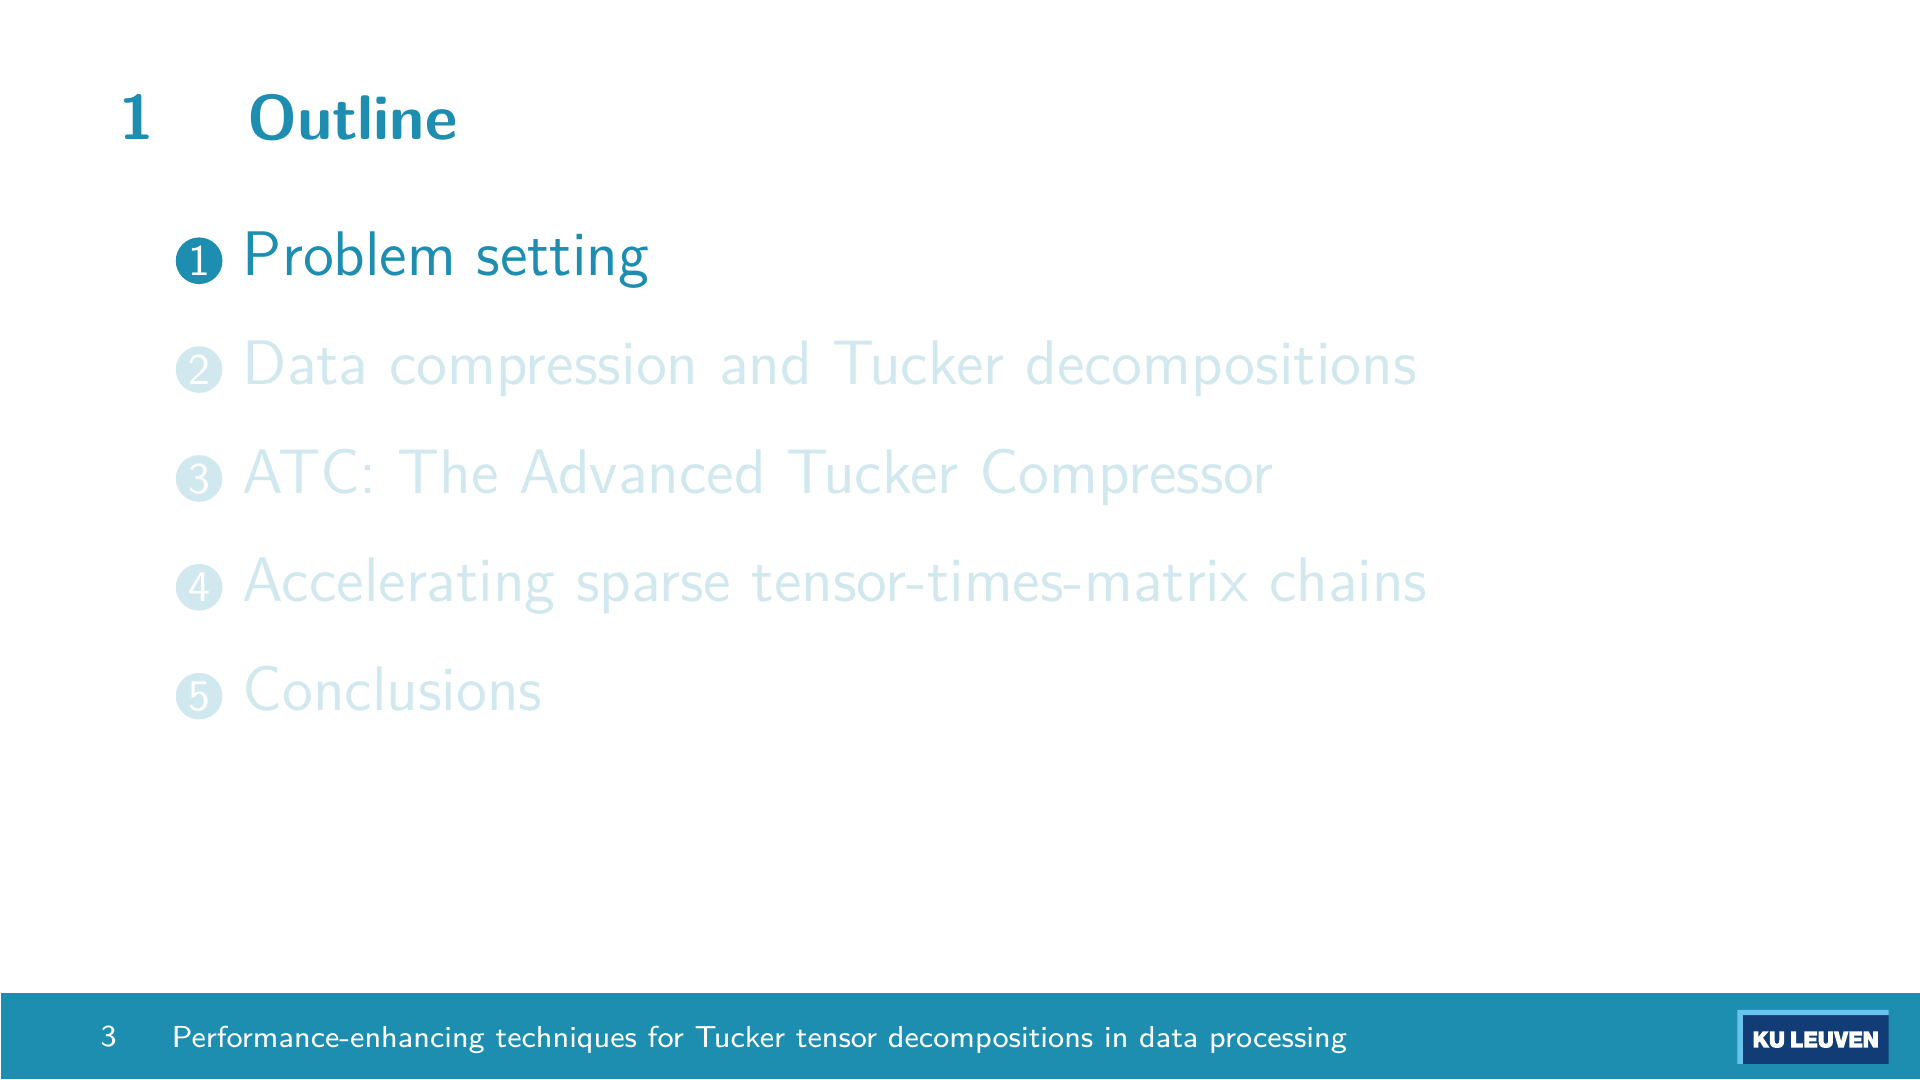 1 Outline
1 Problem setting
2 Data compression and Tucker decompositions
3 ATC: The Advanced Tucker Compressor
4 Accelerating sparse tensor-times-matrix chains
5 Conclusions
3 Performance-enhancing techniques for Tucker tensor decompositions in data processing
KU LEUVEN